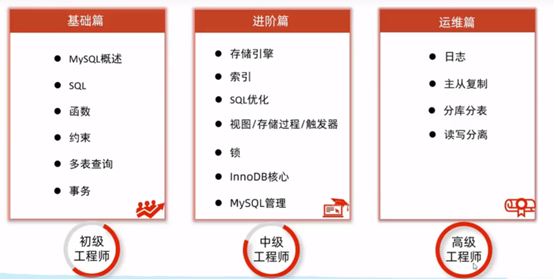 基础篇
MySQL概述
SQL
函数
约束
多表查询
事务
初级
工程师
进阶篇
存储引擎
索引
SQL优化
视图/存储过程/触发器
锁
InnoDB核心
MySQL管理
中级
工程师
运维篇
日志
主从复制
分库分表
读写分离
高级
工程师